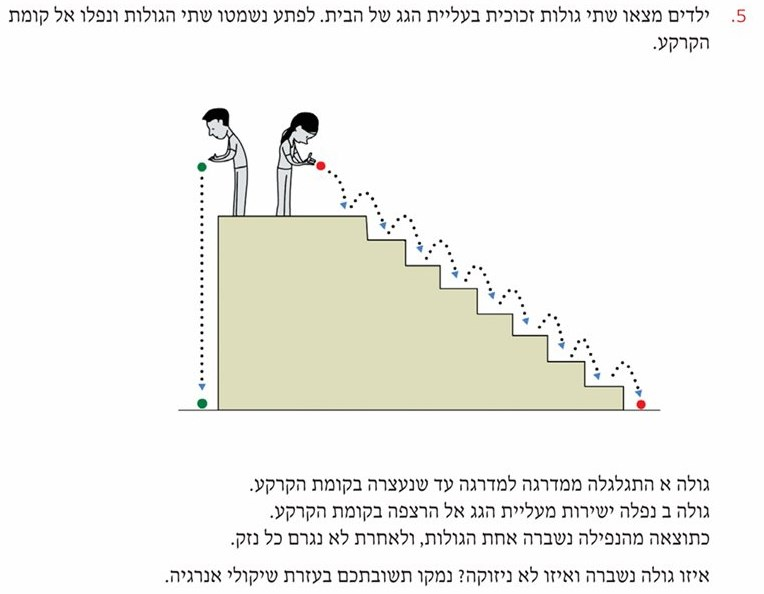 5. ילדים מצאו שתי גולות זכוכית בעליית הגג של הבית. לפתע נשמטו שתי הגולות ונפלו אל קומת
הקרקע.
גולה א התגלגלה ממדרגה למדרגה עד שנעצרה בקומת הקרקע.
גולה ב נפלה ישירות מעליית הגג אל הרצפה בקומת הקרקע.
כתוצאה מהנפילה נשברה אחת הגולות, ולאחרת לא נגרם כל נזק.
איזו גולה נשברה ואיזו לא ניזוקה? נמקו תשובתכם בעזרת שיקולי אנרגיה.